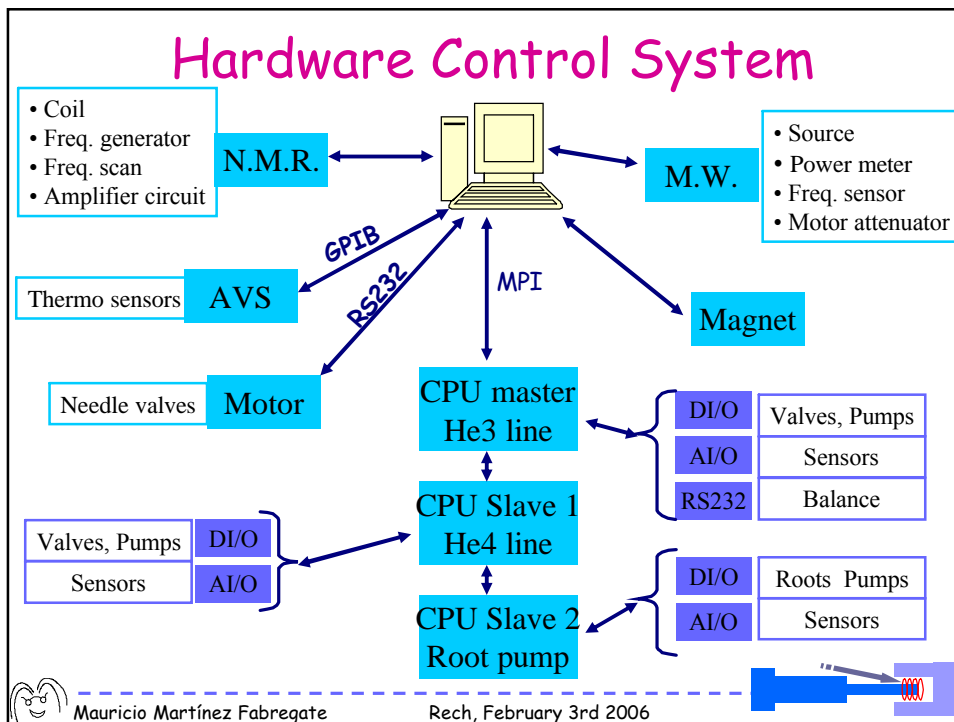 Hardware Control System
• Coil
• Freq. generator
• Freq. scan
• Amplifier circuit
N.M.R.
M.W.
• Source
• Power meter
• Freq. sensor
• Motor attenuator
GPIB
RS232
MPI
Thermo sensors
AVS
Magnet
Needle valves
Motor
CPU master
He3 line
DI/O
Valves, Pumps
AI/O
Sensors
RS232
Balance
CPU Slave 1
He4 line
Valves, Pumps
DI/O
Sensors
AI/O
CPU Slave 2
Root pump
DI/O
Roots Pumps
AI/O
Sensors
Mauricio Martínez Fabregate
Rech, February 3rd 2006